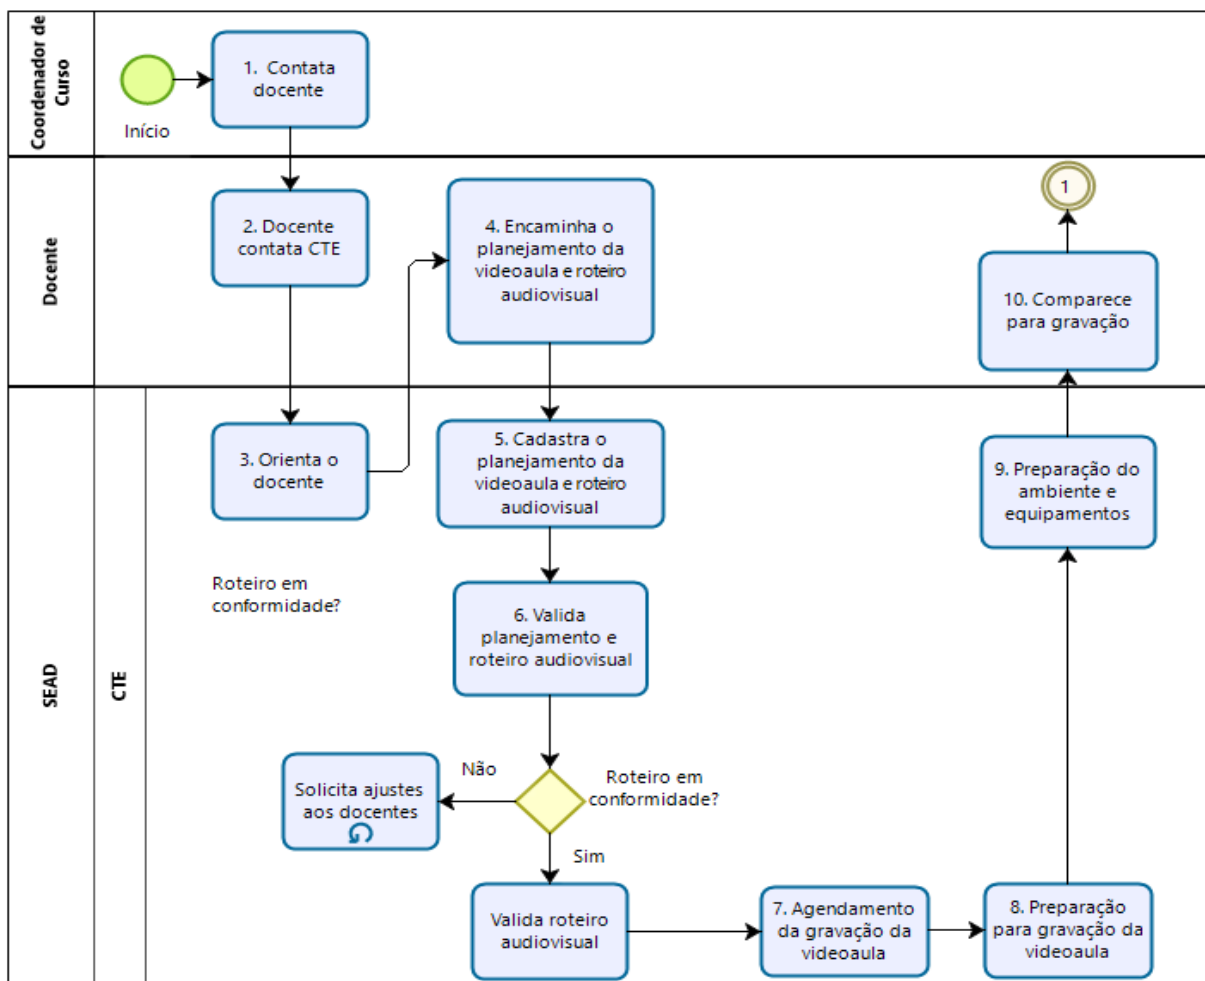 Coordenador de
Curso
Início
1. Contata
docente
Docente
2. Docente
contata CTE
4. Encaminha o
planejamento da
videoaula e roteiro
audiovisual
1
10. Comparece
para gravação
SEAD
CTE
3. Orienta o
docente
5. Cadastra o
planejamento da
videoaula e roteiro
audiovisual
9. Preparação do
ambiente e
equipamentos
Roteiro em
conformidade?
6. Valida
planejamento e
roteiro audiovisual
Não
Solicita ajustes
aos docentes
Roteiro em
conformidade?
Sim
Valida roteiro
audiovisual
7. Agendamento
da gravação da
videoaula
8. Preparação
para gravação da
videoaula